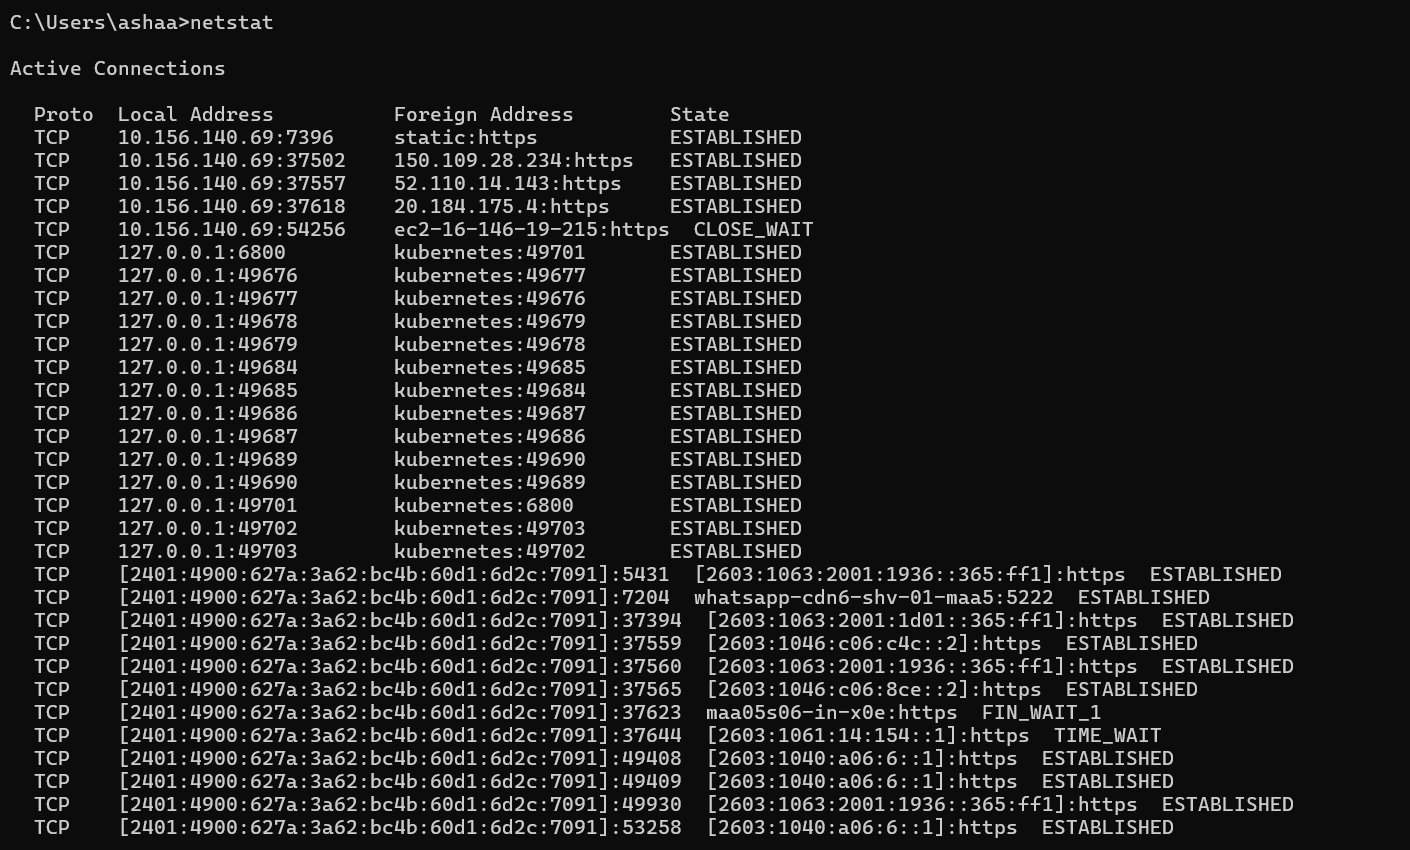 C:\Users\ashaa>netstat
Active Connections
  Proto  Local Address          Foreign Address        State
  TCP    10.156.140.69:7396     static:https           ESTABLISHED
  TCP    10.156.140.69:37502    150.109.28.234:https   ESTABLISHED
  TCP    10.156.140.69:37557    52.110.14.143:https    ESTABLISHED
  TCP    10.156.140.69:37618    20.184.175.4:https     ESTABLISHED
  TCP    10.156.140.69:54256    ec2-16-146-19-215:https  CLOSE_WAIT
  TCP    127.0.0.1:6800         kubernetes:49701       ESTABLISHED
  TCP    127.0.0.1:49676        kubernetes:49677       ESTABLISHED
  TCP    127.0.0.1:49677        kubernetes:49676       ESTABLISHED
  TCP    127.0.0.1:49678        kubernetes:49679       ESTABLISHED
  TCP    127.0.0.1:49679        kubernetes:49678       ESTABLISHED
  TCP    127.0.0.1:49684        kubernetes:49685       ESTABLISHED
  TCP    127.0.0.1:49685        kubernetes:49684       ESTABLISHED
  TCP    127.0.0.1:49686        kubernetes:49687       ESTABLISHED
  TCP    127.0.0.1:49687        kubernetes:49686       ESTABLISHED
  TCP    127.0.0.1:49689        kubernetes:49690       ESTABLISHED
  TCP    127.0.0.1:49690        kubernetes:49689       ESTABLISHED
  TCP    127.0.0.1:49701        kubernetes:6800        ESTABLISHED
  TCP    127.0.0.1:49702        kubernetes:49703       ESTABLISHED
  TCP    127.0.0.1:49703        kubernetes:49702       ESTABLISHED
  TCP    [2401:4900:627a:3a62:bc4b:60d1:6d2c:7091]:5431  [2603:1063:2001:1936::365:ff1]:https  ESTABLISHED
  TCP    [2401:4900:627a:3a62:bc4b:60d1:6d2c:7091]:7204  whatsapp-cdn6-shv-01-maa5:5222  ESTABLISHED
  TCP    [2401:4900:627a:3a62:bc4b:60d1:6d2c:7091]:37394  [2603:1063:2001:1d01::365:ff1]:https  ESTABLISHED
  TCP    [2401:4900:627a:3a62:bc4b:60d1:6d2c:7091]:37559  [2603:1046:c06:c4c::2]:https  ESTABLISHED
  TCP    [2401:4900:627a:3a62:bc4b:60d1:6d2c:7091]:37560  [2603:1063:2001:1936::365:ff1]:https  ESTABLISHED
  TCP    [2401:4900:627a:3a62:bc4b:60d1:6d2c:7091]:37565  [2603:1046:c06:8ce::2]:https  ESTABLISHED
  TCP    [2401:4900:627a:3a62:bc4b:60d1:6d2c:7091]:37623  maa05s06-in-x0e:https  FIN_WAIT_1
  TCP    [2401:4900:627a:3a62:bc4b:60d1:6d2c:7091]:37644  [2603:1061:14:154::1]:https  TIME_WAIT
  TCP    [2401:4900:627a:3a62:bc4b:60d1:6d2c:7091]:49408  [2603:1040:a06:6::1]:https  ESTABLISHED
  TCP    [2401:4900:627a:3a62:bc4b:60d1:6d2c:7091]:49409  [2603:1040:a06:6::1]:https  ESTABLISHED
  TCP    [2401:4900:627a:3a62:bc4b:60d1:6d2c:7091]:49930  [2603:1063:2001:1936::365:ff1]:https  ESTABLISHED
  TCP    [2401:4900:627a:3a62:bc4b:60d1:6d2c:7091]:53258  [2603:1040:a06:6::1]:https  ESTABLISHED